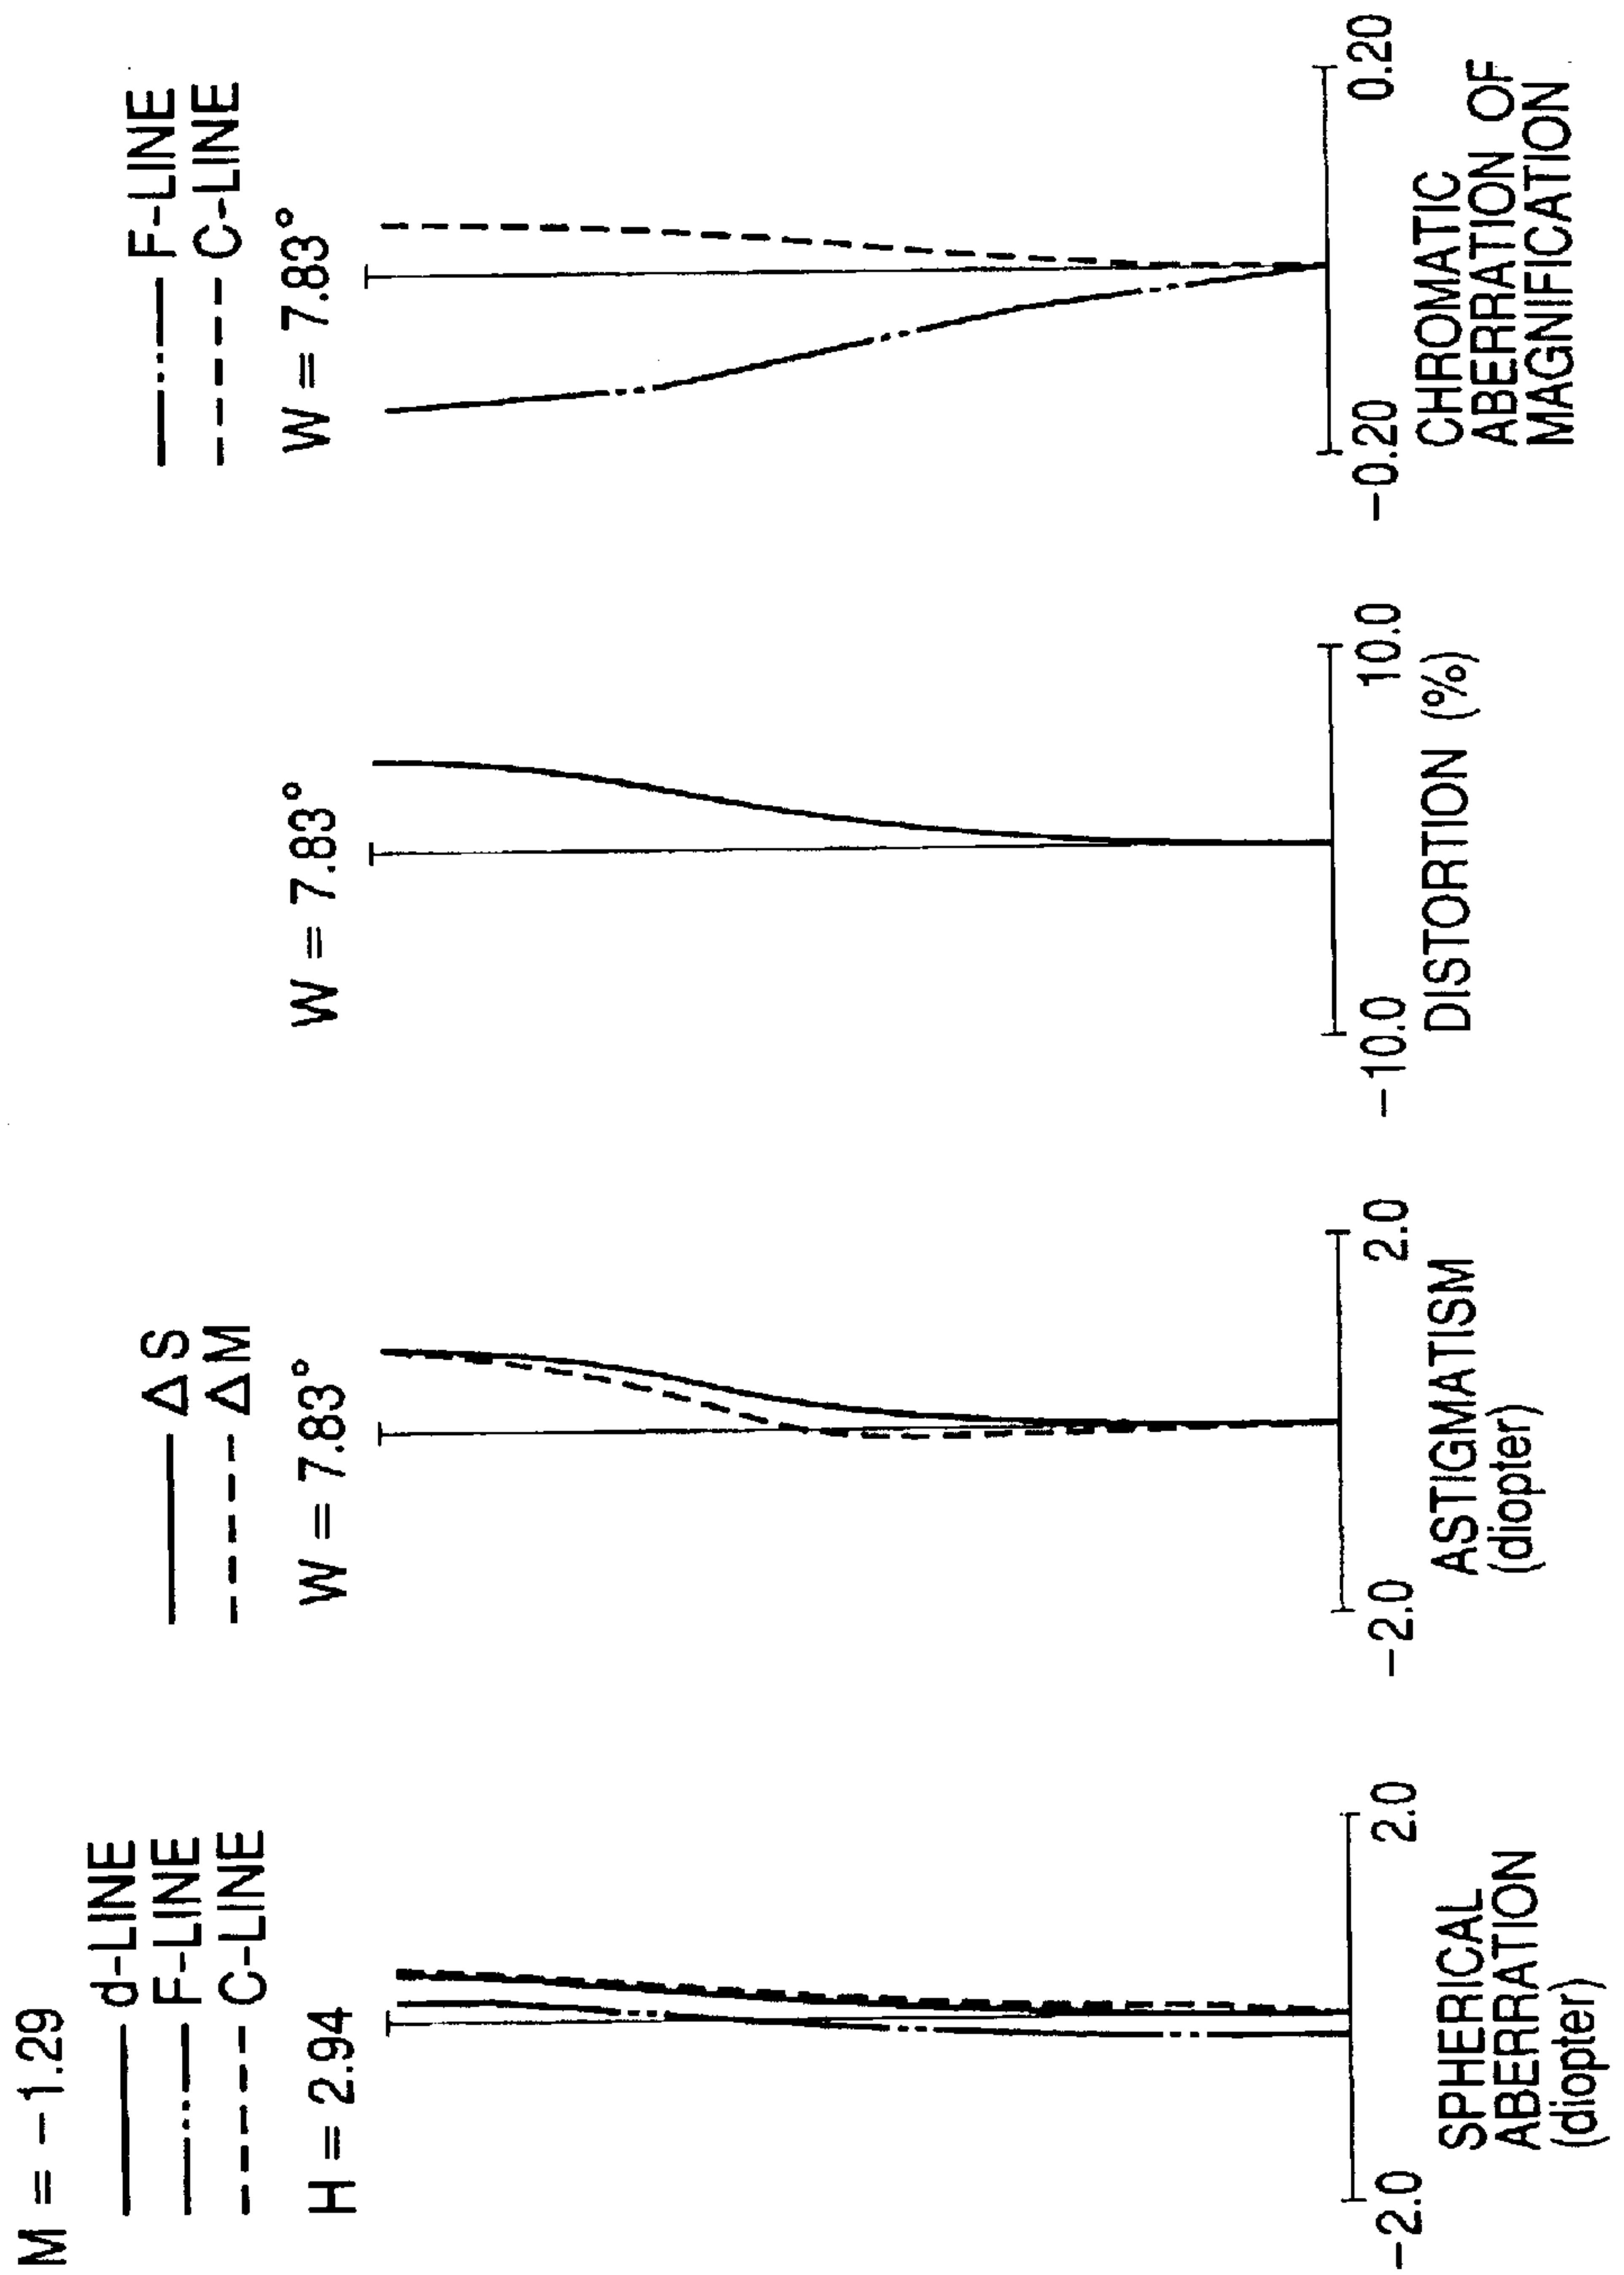 M = −1.29
d-LINE
F-LINE
C-LINE
H = 2.94
−2.0
2.0
SPHERICAL
ABERRATION
(diopter)
Δ S
Δ M
W = 7.83°
−2.0
2.0
ASTIGMATISM
(diopter)
W = 7.83°
−10.0
10.0
DISTORTION (%)
F-LINE
C-LINE
W = 7.83°
−0.20
0.20
CHROMATIC
ABERRATION OF
MAGNIFICATION